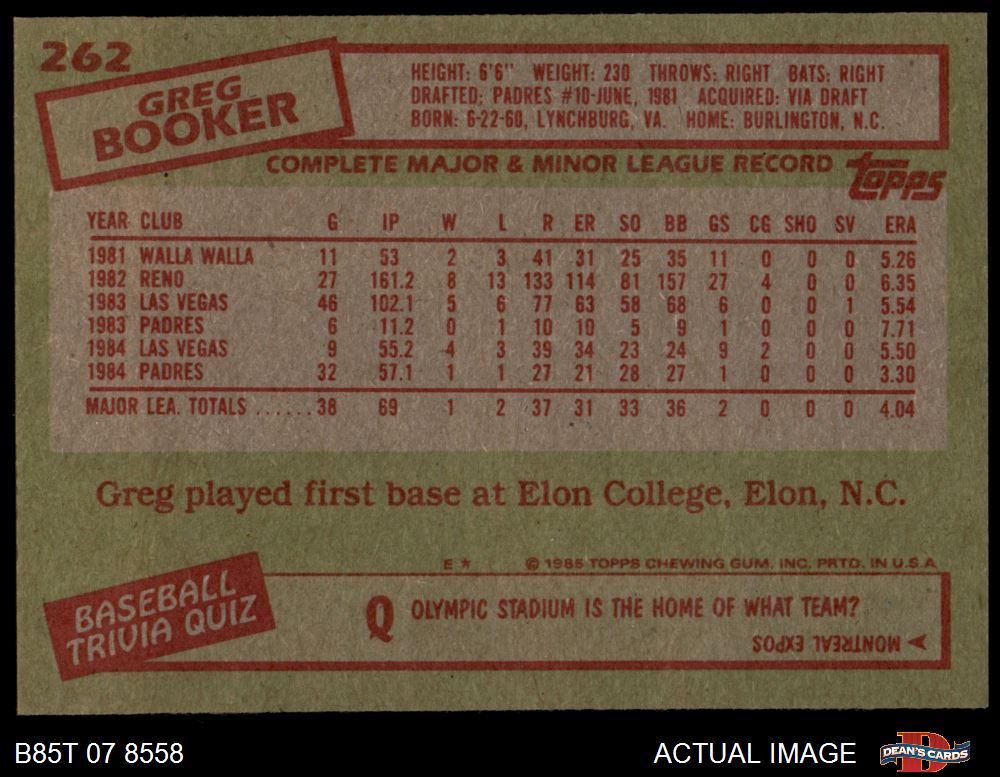 262
GREG
BOOKER
HEIGHT: 6'6" WEIGHT: 230 THROWS: RIGHT BATS: RIGHT
DRAFTED: PADRES #10-JUNE, 1981 ACQUIRED: VIA DRAFT
BORN: 6-22-60, LYNCHBURG, VA. HOME: BURLINGTON, N.C.
COMPLETE MAJOR & MINOR LEAGUE RECORD
topps
YEAR CLUB G IP W L R ER SO BB GS CG SHO SV ERA
1981 WALLA WALLA 11 53 2 3 41 31 25 35 11 0 0 0 5.26
1982 RENO 27 161.2 8 13 133 114 81 157 27 4 0 0 6.35
1983 LAS VEGAS 46 102.1 5 6 77 63 58 68 6 0 0 1 5.54
1983 PADRES 6 11.2 0 1 10 10 5 9 1 0 0 0 7.71
1984 LAS VEGAS 9 55.2 4 3 39 34 23 24 9 2 0 0 5.50
1984 PADRES 32 57.1 1 1 27 21 28 27 1 0 0 0 3.30
MAJOR LEA. TOTALS ......38 69 1 2 37 31 33 36 2 0 0 0 4.04
Greg played first base at Elon College, Elon, N.C.
E * © 1985 TOPPS CHEWING GUM, INC. PRTD. IN U.S.A.
BASEBALL
TRIVIA QUIZ
Q OLYMPIC STADIUM IS THE HOME OF WHAT TEAM?
MONTREAL EXPOS
B85T 07 8558
ACTUAL IMAGE
D
DEAN'S CARDS